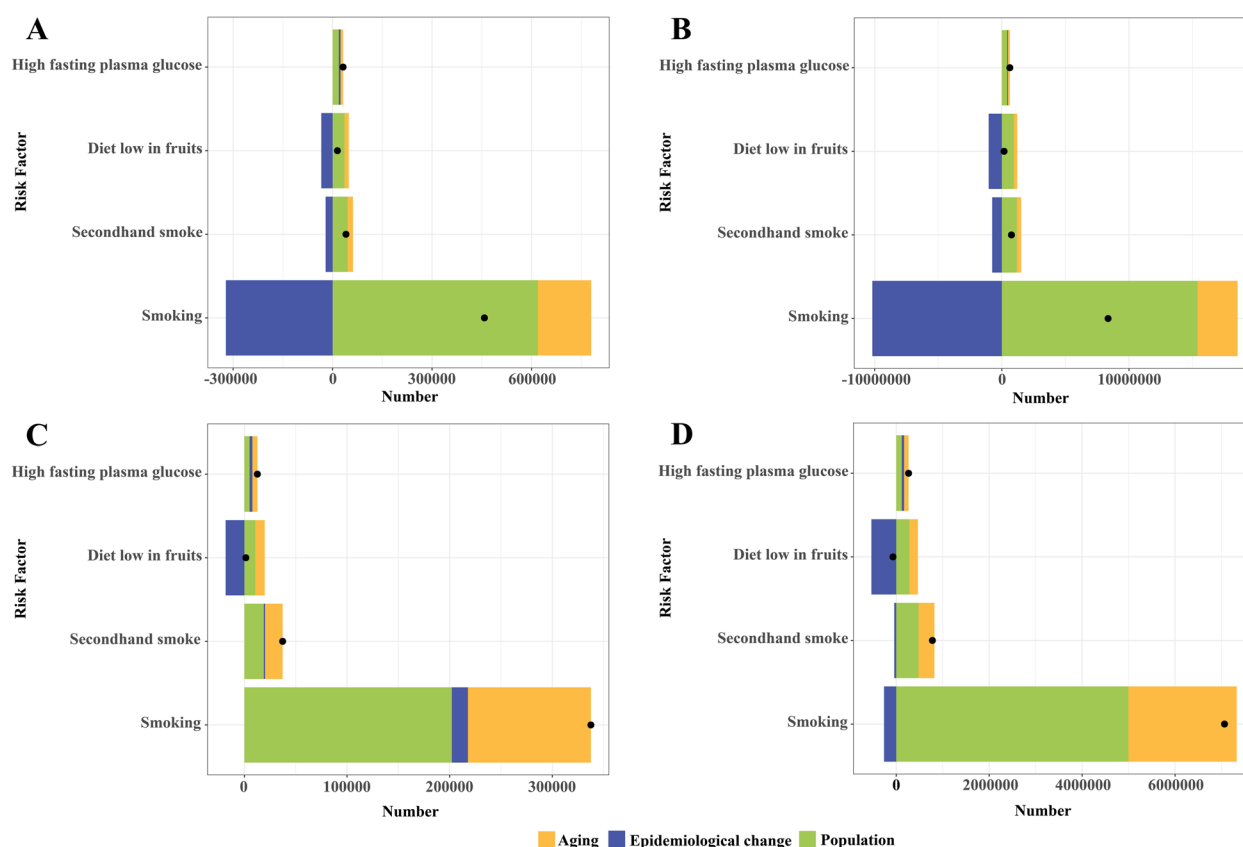 A
High fasting plasma glucose
Diet low in fruits
Secondhand smoke
Smoking
Risk Factor
-300000 0 300000 600000
Number
B
High fasting plasma glucose
Diet low in fruits
Secondhand smoke
Smoking
Risk Factor
-10000000 0 10000000
Number
C
High fasting plasma glucose
Diet low in fruits
Secondhand smoke
Smoking
Risk Factor
0 100000 200000 300000
Number
D
High fasting plasma glucose
Diet low in fruits
Secondhand smoke
Smoking
Risk Factor
0 2000000 4000000 6000000
Number
Aging Epidemiological change Population